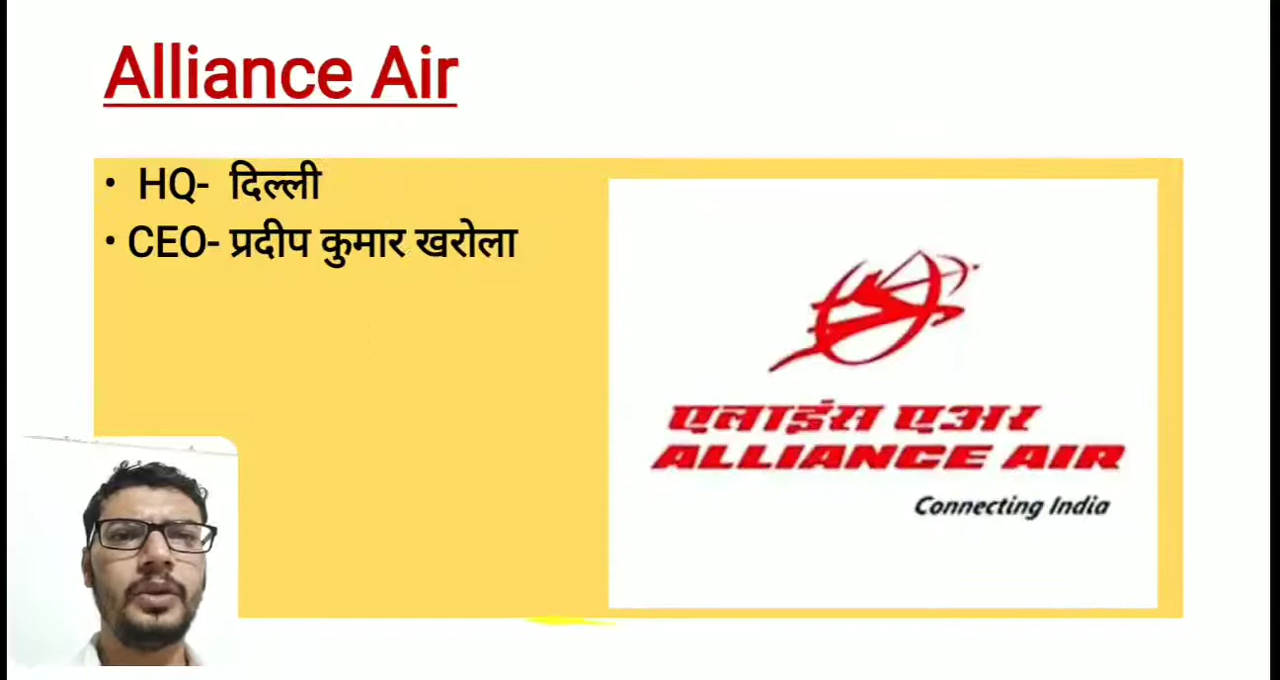 Alliance Air
• HQ- दिल्ली
• CEO- प्रदीप कुमार खरोला
एलाइंस एअर
ALLIANCE AIR
Connecting India